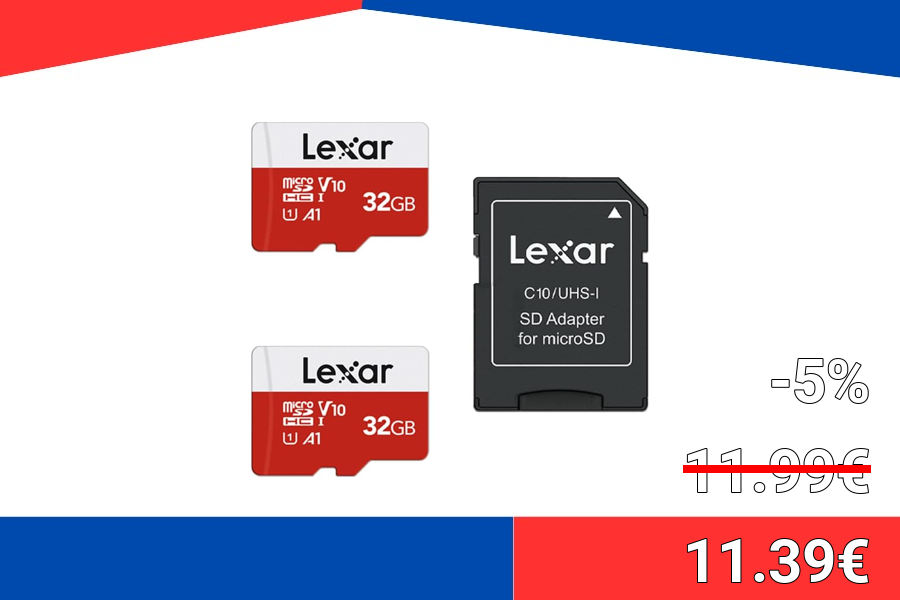 Lexar
micro SD HC I V10
U1 A1
32GB
Lexar
micro SD HC I V10
U1 A1
32GB
Lexar
C10/UHS-I
SD Adapter
for microSD
-5%
11.99€
11.39€